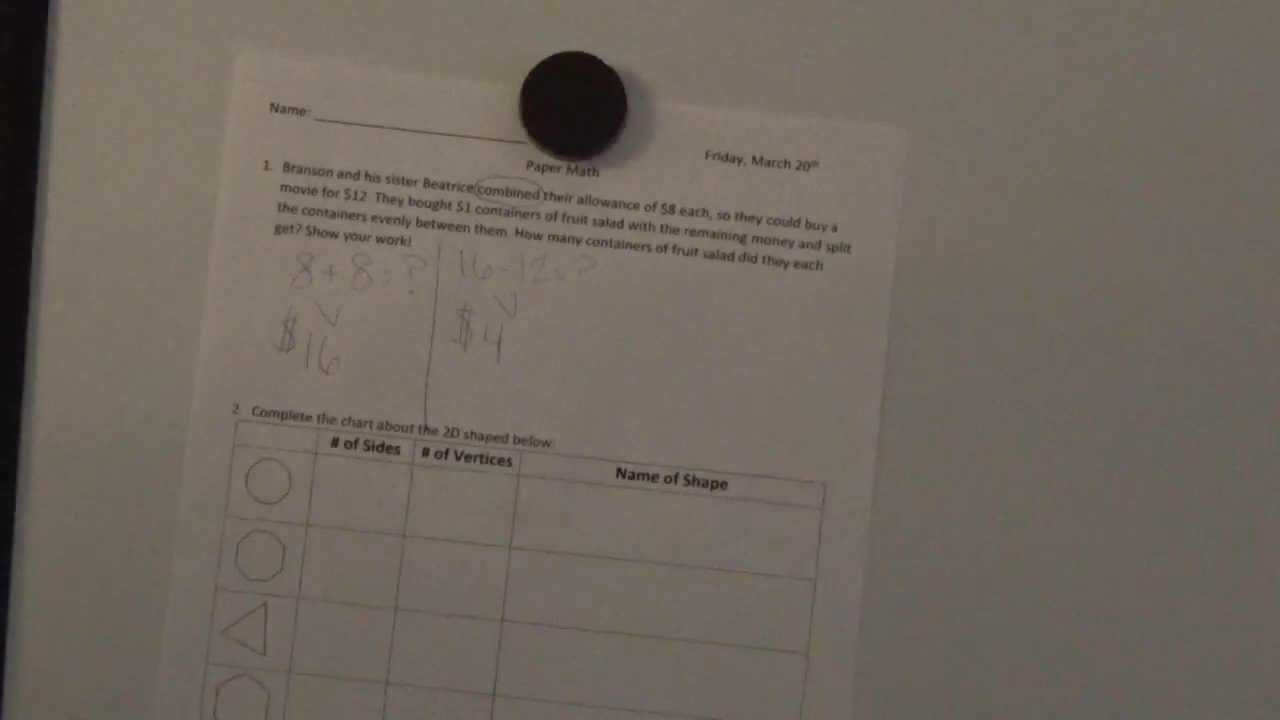 Name:
Friday, March 20th
Paper Math
1. Branson and his sister Beatrice combined their allowance of $8 each, so they could buy a
movie for $12 They bought $1 containers of fruit salad with the remaining money and split
the containers evenly between them. How many containers of fruit salad did they each
get? Show your work!
8 + 8 = ?
16 - 12 = ?
$16
$4
2. Complete the chart about the 2D shaped below:
# of Sides # of Vertices Name of Shape